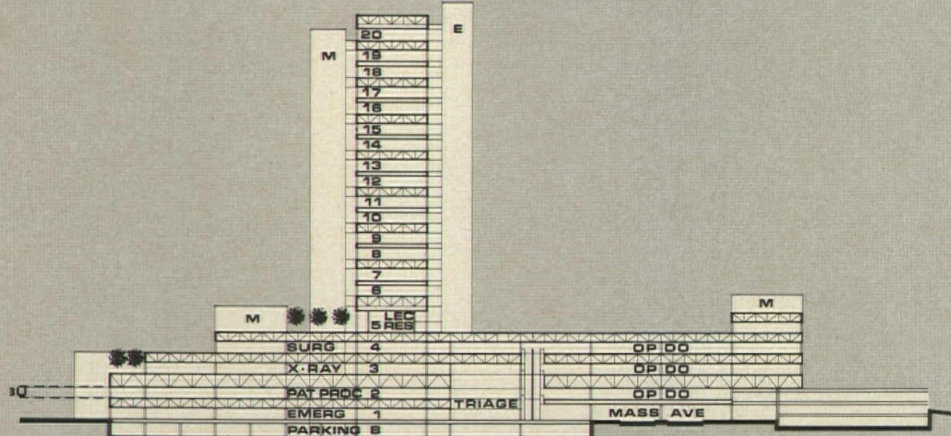 E
20
M
19
18
17
16
15
14
13
12
11
10
9
8
7
6
M
M
LEC
5 RES
SURG 4
OP DO
X-RAY 3
OP DO
PAT PROC 2
OP DO
TRIAGE
EMERG 1
MASS AVE
PARKING B